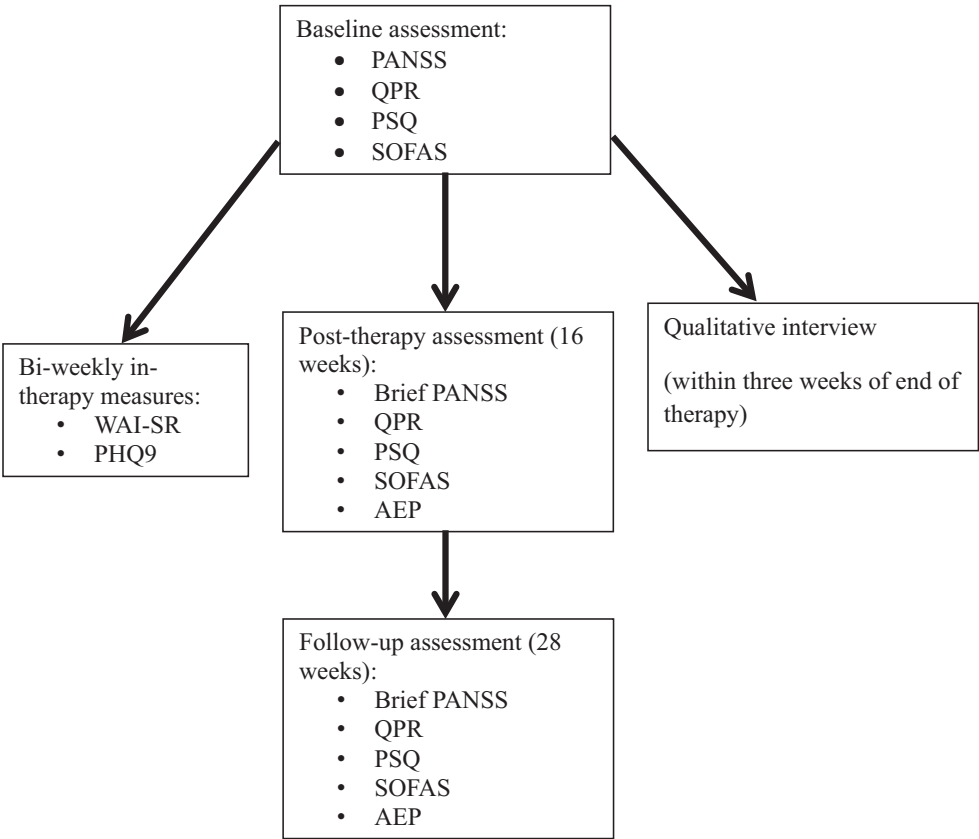 Baseline assessment:
• PANSS
• QPR
• PSQ
• SOFAS
Bi-weekly in-
therapy measures:
• WAI-SR
• PHQ9
Post-therapy assessment (16
weeks):
• Brief PANSS
• QPR
• PSQ
• SOFAS
• AEP
Qualitative interview
(within three weeks of end of
therapy)
Follow-up assessment (28
weeks):
• Brief PANSS
• QPR
• PSQ
• SOFAS
• AEP